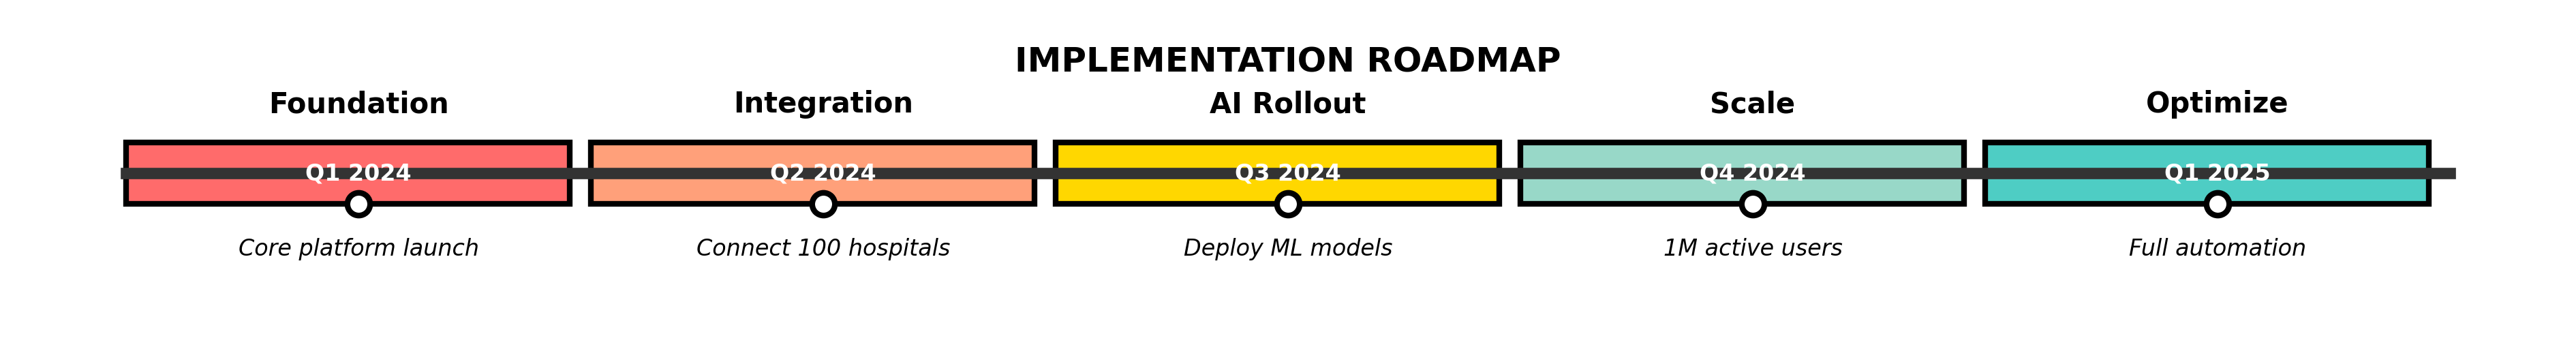 IMPLEMENTATION ROADMAP
Foundation
Integration
AI Rollout
Scale
Optimize
Q1 2024
Q2 2024
Q3 2024
Q4 2024
Q1 2025
Core platform launch
Connect 100 hospitals
Deploy ML models
1M active users
Full automation